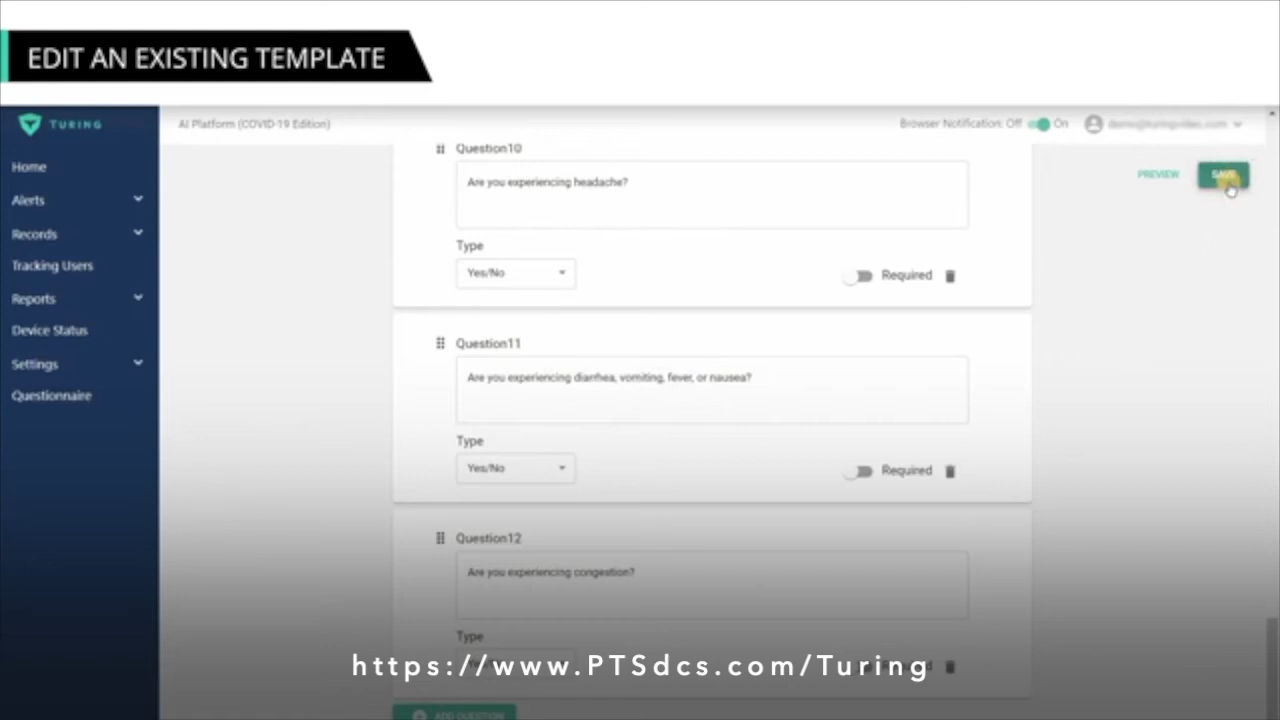 EDIT AN EXISTING TEMPLATE
TURING
AI Platform (COVID-19 Edition)
Browser Notification: Off On
Home
Alerts
Records
Tracking Users
Reports
Device Status
Settings
Questionnaire
PREVIEW
SAVE
Question10
Are you experiencing headache?
Type
Yes/No
Required
Question11
Are you experiencing diarrhea, vomiting, fever, or nausea?
Type
Yes/No
Required
Question12
Are you experiencing congestion?
Type
https://www.PTSdcs.com/Turing
ADD QUESTION